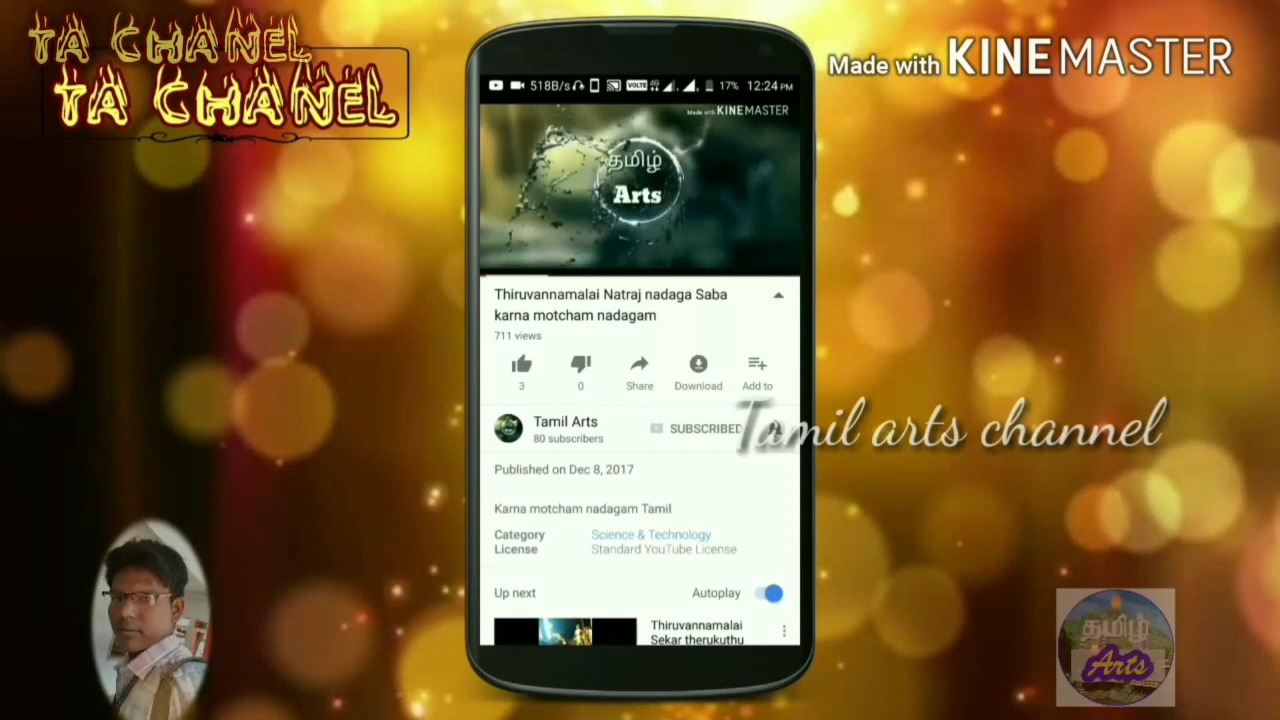 TA CHANEL
TA CHANEL
Made with KINEMASTER
518B/s VOLTE 4G 17% 12:24 PM
Made with KINEMASTER
தமிழ்
Arts
Thiruvannamalai Natraj nadaga Saba
karna motcham nadagam
711 views
3 0 Share Download Add to
Tamil Arts
80 subscribers
SUBSCRIBED
Tamil arts channel
Published on Dec 8, 2017
Karna motcham nadagam Tamil
Category Science & Technology
License Standard YouTube License
Up next Autoplay
Thiruvannamalai
Sekar therukuthu
தமிழ்
Arts